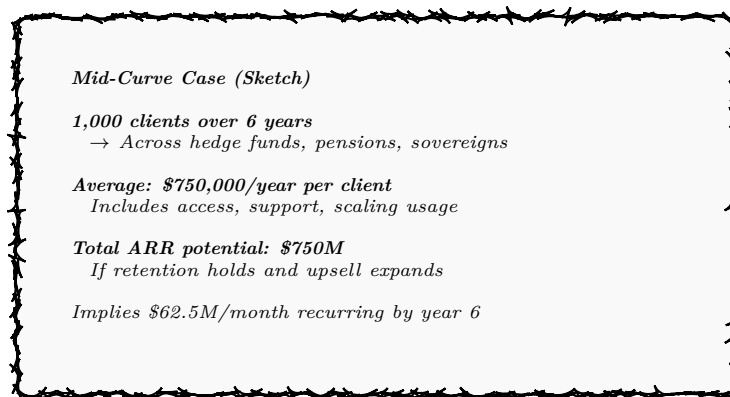 Mid-Curve Case (Sketch)
1,000 clients over 6 years
→ Across hedge funds, pensions, sovereigns
Average: $750,000/year per client
Includes access, support, scaling usage
Total ARR potential: $750M
If retention holds and upsell expands
Implies $62.5M/month recurring by year 6